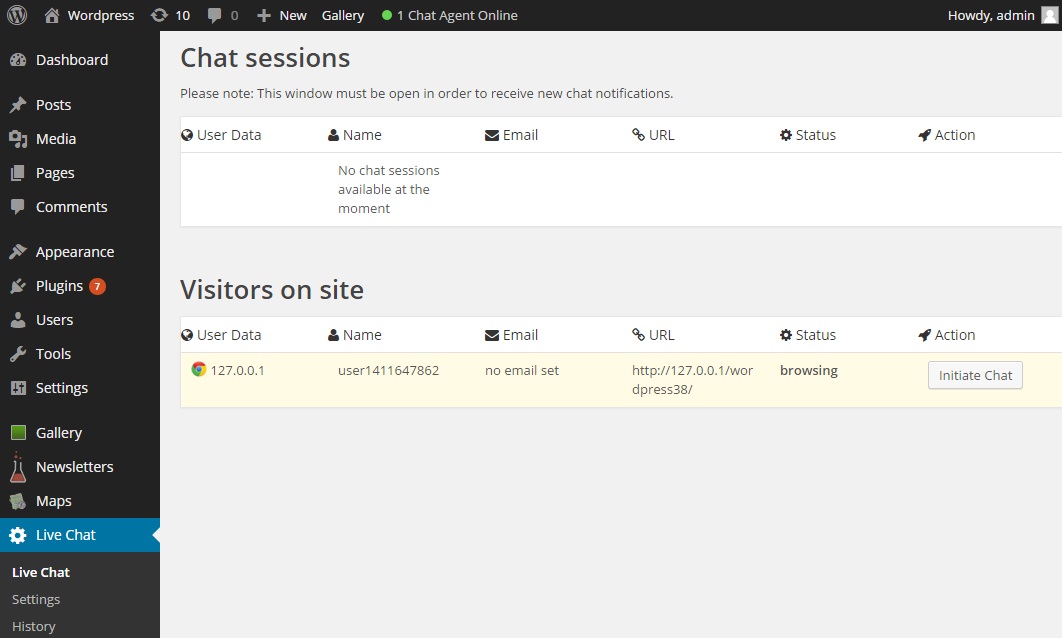 Wordpress 10 0 New Gallery 1 Chat Agent Online Howdy, admin
Dashboard
Posts
Media
Pages
Comments
Appearance
Plugins 7
Users
Tools
Settings
Gallery
Newsletters
Maps
Live Chat
Live Chat
Settings
History
Chat sessions
Please note: This window must be open in order to receive new chat notifications.
User Data Name Email URL Status Action
No chat sessions
available at the
moment
Visitors on site
User Data Name Email URL Status Action
127.0.0.1 user1411647862 no email set http://127.0.0.1/wor browsing Initiate Chat
dpress38/